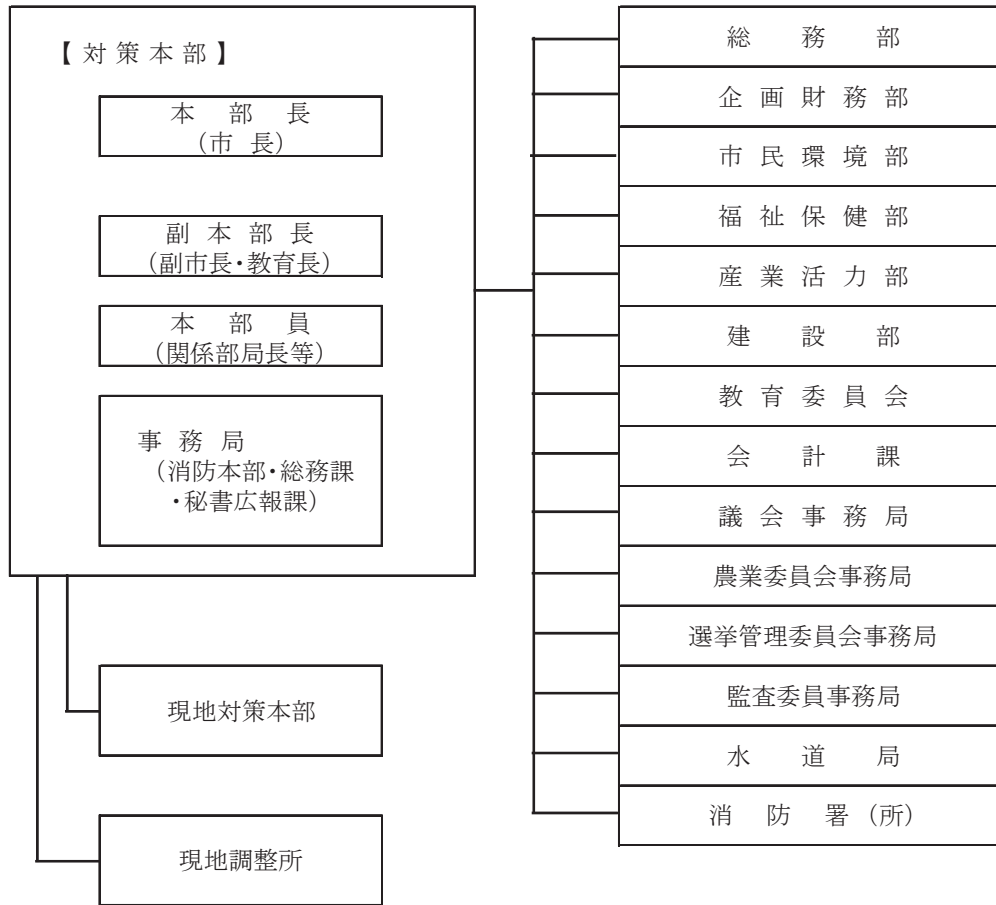 【対策本部】
本部長
（市長）
副本部長
（副市長・教育長）
本部員
（関係部局長等）
事務局
（消防本部・総務課
・秘書広報課）
現地対策本部
現地調整所
総務部
企画財務部
市民環境部
福祉保健部
産業活力部
建設部
教育委員会
会計課
議会事務局
農業委員会事務局
選挙管理委員会事務局
監査委員事務局
水道局
消防署（所）